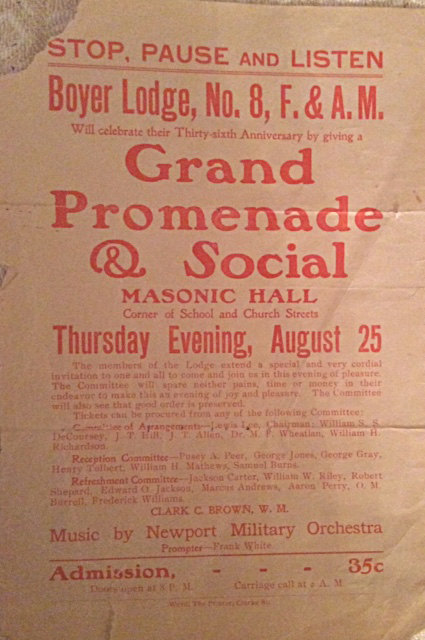 STOP, PAUSE AND LISTEN
Boyer Lodge, No. 8, F. & A. M.
Will celebrate their Thirty-sixth Anniversary by giving a
Grand
Promenade
& Social
MASONIC HALL
Corner of School and Church Streets
Thursday Evening, August 25
The members of the Lodge extend a special and very cordial
invitation to one and all to come and join us in this evening of pleasure.
The Committee will spare neither pains, time or money in their
endeavor to make this an evening of joy and pleasure. The Committee
will also see that good order is preserved.
Tickets can be procured from any of the following Committee:
Committee of Arrangements—Lewis Lee, Chairman; William S. S.
DeCoursey, J. T. Hill, J. T. Allen, Dr. M. F. Wheatlan, William H.
Richardson.
Reception Committee—Posey A. Peer, George Jones, George Gray,
Henry Tolbert, William H. Mathews, Samuel Burns.
Refreshment Committee—Jackson Carter, William W. Riley, Robert
Shepard, Edward O. Jackson, Marcus Andrews, Aaron Perry, O. M.
Burrell, Frederick Williams.
CLARK C. BROWN, W. M.
Music by Newport Military Orchestra
Prompter—Frank White.
Admission, - - - 35c
Doors open at 8 P. M. Carriage call at 2 A. M.
The Printer,